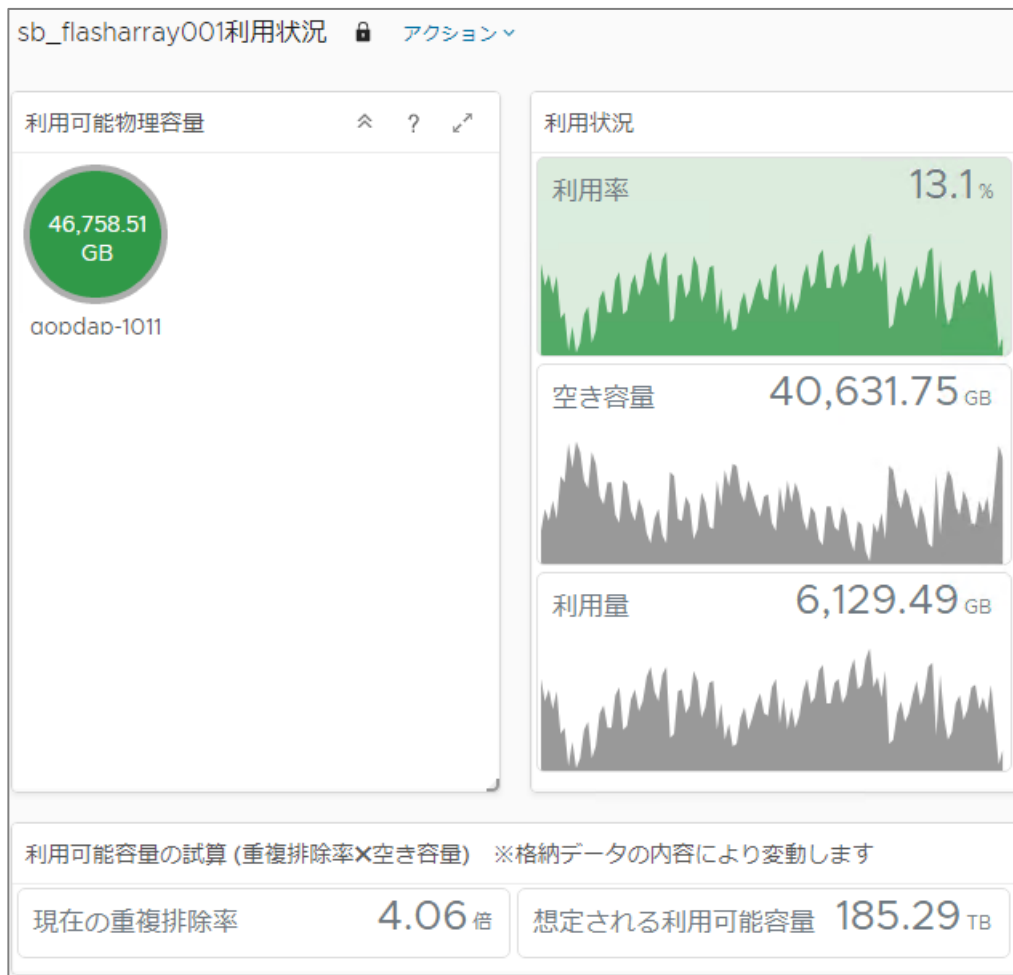 sb_flasharray001利用状況 アクション
利用可能物理容量 ?
46,758.51
GB
qopdap-1011
利用状況
利用率 13.1 %
空き容量 40,631.75 GB
利用量 6,129.49 GB
利用可能容量の試算 (重複排除率×空き容量) ※格納データの内容により変動します
現在の重複排除率 4.06 倍
想定される利用可能容量 185.29 TB